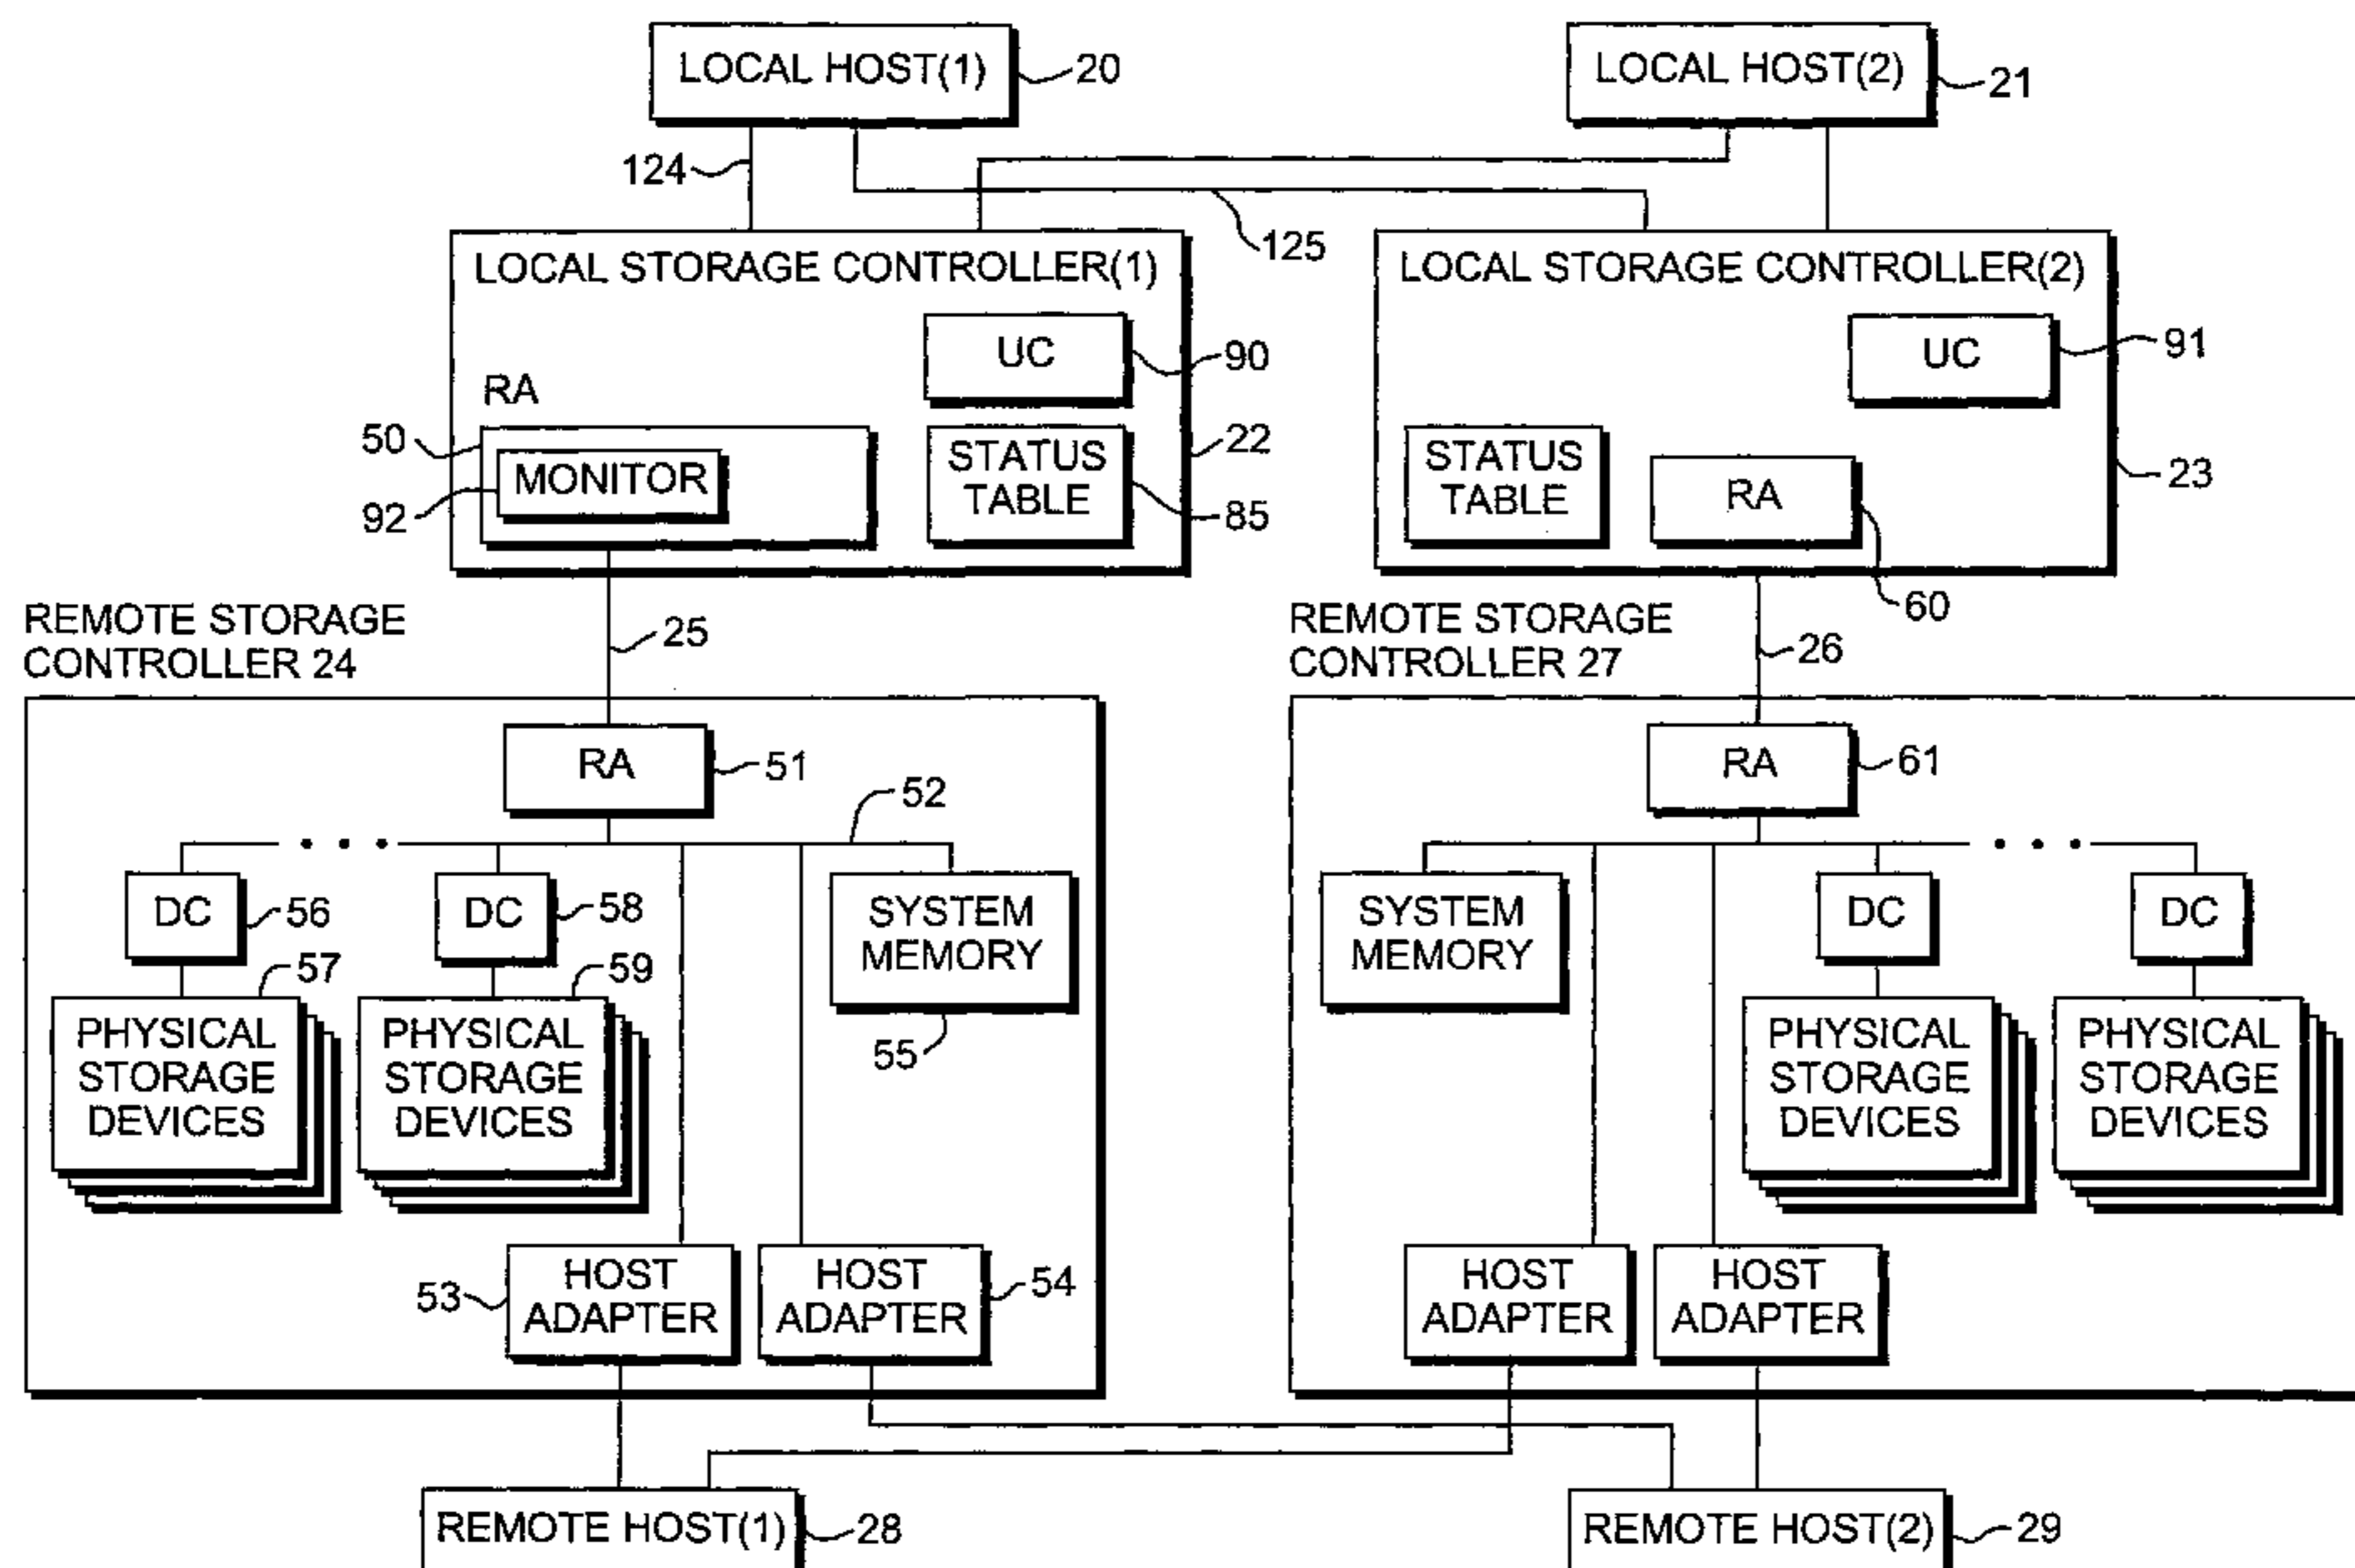 LOCAL HOST(1)
20
LOCAL HOST(2)
21
124
125
LOCAL STORAGE CONTROLLER(1)
UC
90
RA
50
MONITOR
92
STATUS
TABLE
22
85
LOCAL STORAGE CONTROLLER(2)
UC
91
STATUS
TABLE
RA
23
60
REMOTE STORAGE
CONTROLLER 24
25
REMOTE STORAGE
CONTROLLER 27
26
RA
51
52
DC
56
DC
58
SYSTEM
MEMORY
55
57
PHYSICAL
STORAGE
DEVICES
59
PHYSICAL
STORAGE
DEVICES
53
HOST
ADAPTER
HOST
ADAPTER
54
RA
61
SYSTEM
MEMORY
DC
DC
PHYSICAL
STORAGE
DEVICES
PHYSICAL
STORAGE
DEVICES
HOST
ADAPTER
HOST
ADAPTER
REMOTE HOST(1)
28
REMOTE HOST(2)
29